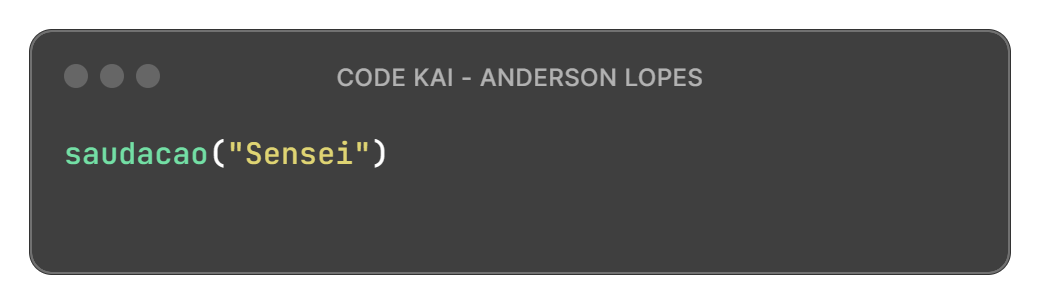 CODE KAI - ANDERSON LOPES
saudacao("Sensei")